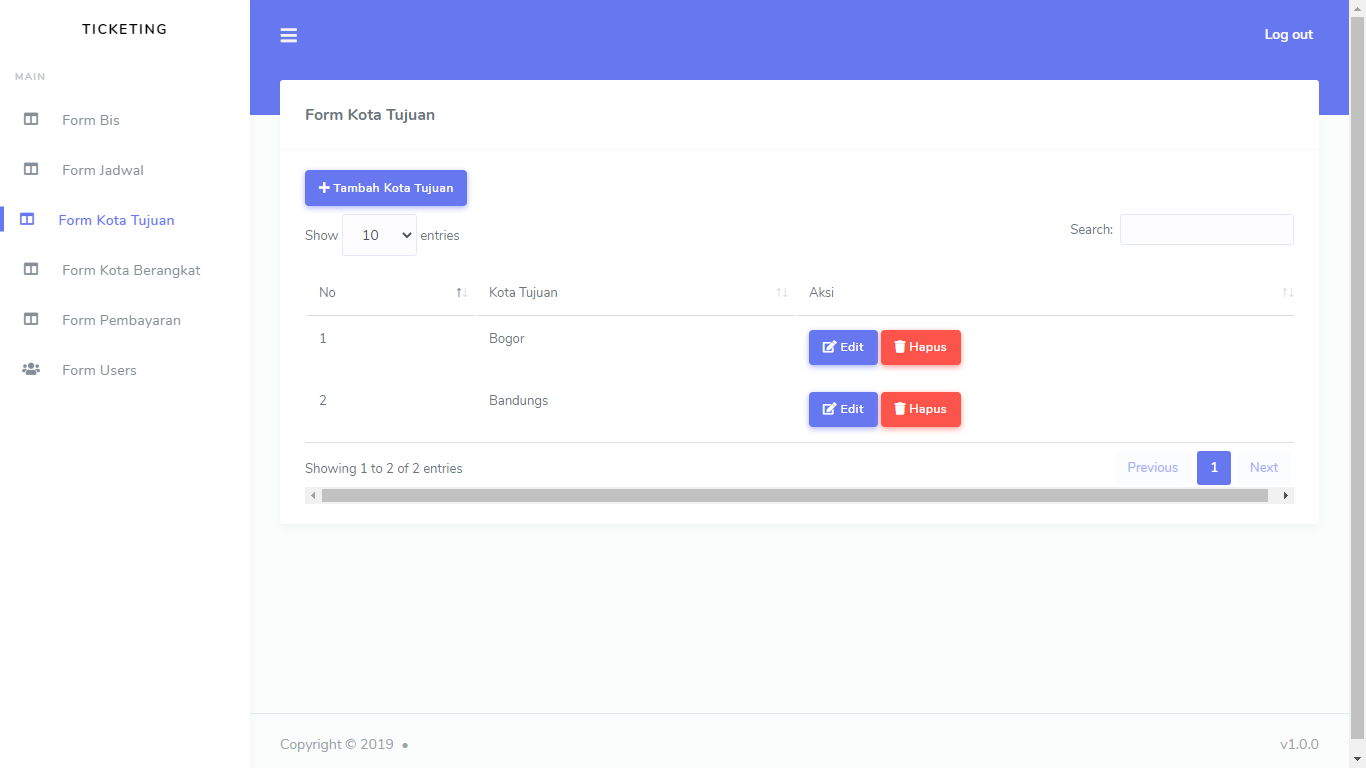 TICKETING
MAIN
Form Bis
Form Jadwal
Form Kota Tujuan
Form Kota Berangkat
Form Pembayaran
Form Users
Log out
Form Kota Tujuan
Tambah Kota Tujuan
Show 10 entries
Search:
No Kota Tujuan Aksi
1 Bogor Edit Hapus
2 Bandungs Edit Hapus
Showing 1 to 2 of 2 entries
Previous 1 Next
Copyright © 2019 •
v1.0.0